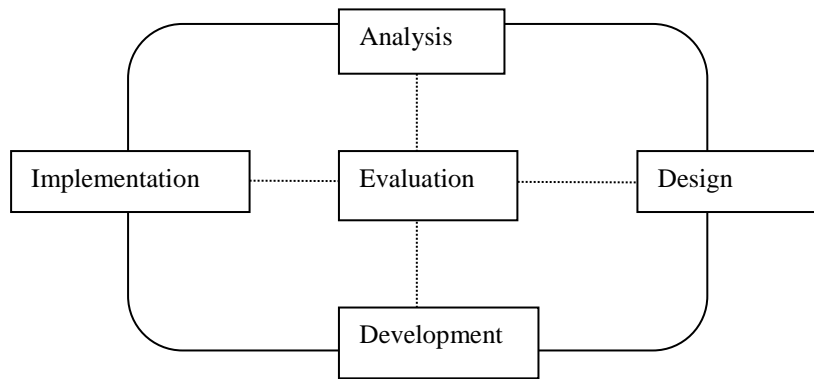 Analysis
Implementation
Evaluation
Design
Development